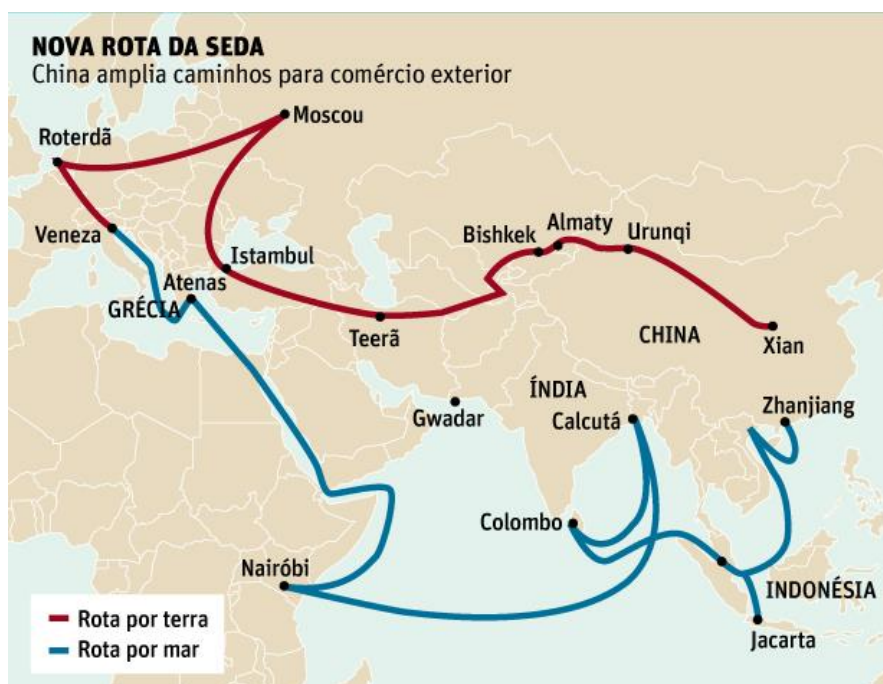 NOVA ROTA DA SEDA
China amplia caminhos para comércio exterior
Moscou
Roterdã
Veneza
Istambul
Bishkek
Almaty
Urunqi
Atenas
GRÉCIA
Teerã
CHINA
Xian
Gwadar
ÍNDIA
Calcutá
Zhanjiang
Colombo
Nairóbi
INDONÉSIA
Jacarta
Rota por terra
Rota por mar